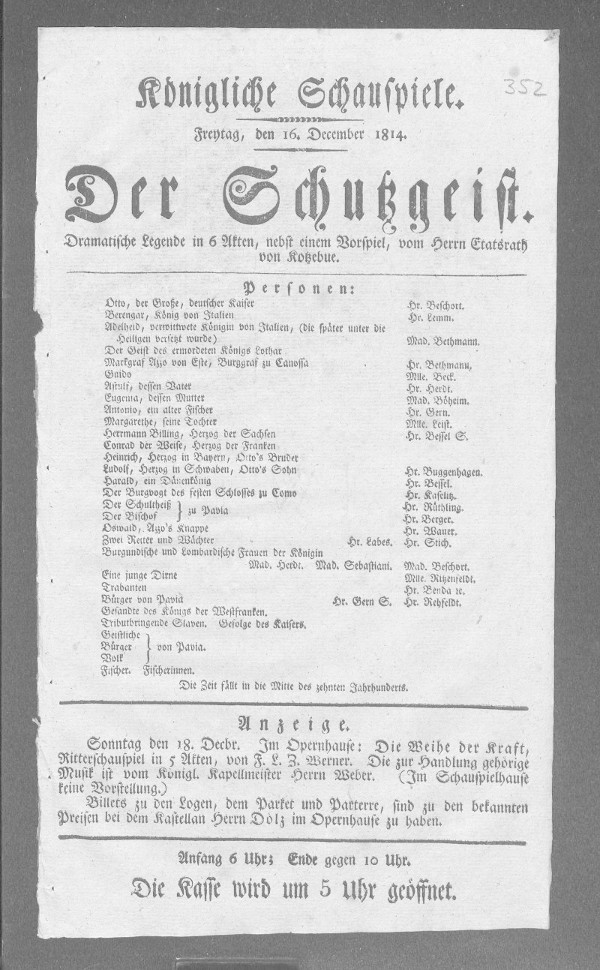 352
Königliche Schauspiele.
Freytag, den 16. December 1814.
Der Schutzgeist.
Dramatische Legende in 6 Akten, nebst einem Vorspiel, vom Herrn Etatsrath
von Kotzebue.
Personen:
Otto, der Große, deutscher Kaiser Hr. Beschort.
Berengar, König von Italien Hr. Lemm.
Adelheid, verwittwete Königin von Italien, (die später unter die
Heiligen versetzt wurde) Mad. Bethmann.
Der Geist des ermordeten Königs Lothar
Markgraf Azzo von Este, Burggraf zu Canossa Hr. Bethmann.
Guido Mlle. Beck.
Astulf, dessen Vater Hr. Herdt.
Eugenia, dessen Mutter Mad. Böheim.
Antonio, ein alter Fischer Hr. Gern.
Margarethe, seine Tochter Mlle. Leist.
Herrmann Billing, Herzog der Sachsen Hr. Bessel S.
Conrad der Weise, Herzog der Franken
Heinrich, Herzog in Bayern, Otto's Bruder
Ludolf, Herzog in Schwaben, Otto's Sohn Hr. Buggenhagen.
Harald, ein Dänenkönig Hr. Bessel.
Der Burgvogt des festen Schlosses zu Como Hr. Kaselitz.
Der Schultheiß } zu Pavia Hr. Rüthling.
Der Bischof Hr. Berger.
Oswald, Azzo's Knappe Hr. Wauer.
Zwei Reiter und Wächter Hr. Labes. Hr. Stich.
Burgundische und Lombardische Frauen der Königin
Mad. Herdt. Mad. Sebastiani. Mad. Beschort.
Eine junge Dirne Mlle. Ritzenfeldt.
Trabanten Hr. Benda ec.
Bürger von Pavia Hr. Gern S. Hr. Rehfeldt.
Gesandte des Königs der Westfranken.
Tributbringende Slaven. Gefolge des Kaisers.
Geistliche
Bürger } von Pavia.
Volk
Fischer. Fischerinnen.
Die Zeit fällt in die Mitte des zehnten Jahrhunderts.
Anzeige.
Sonntag den 18. Decbr. Im Opernhause: Die Weihe der Kraft,
Ritterschauspiel in 5 Akten, von F. L. Z. Werner. Die zur Handlung gehörige
Musik ist vom Königl. Kapellmeister Herrn Weber. (Im Schauspielhause
keine Vorstellung.)
Billets zu den Logen, dem Parket und Parterre, sind zu den bekannten
Preisen bei dem Kastellan Herrn Dölz im Opernhause zu haben.
Anfang 6 Uhr; Ende gegen 10 Uhr.
Die Kasse wird um 5 Uhr geöffnet.